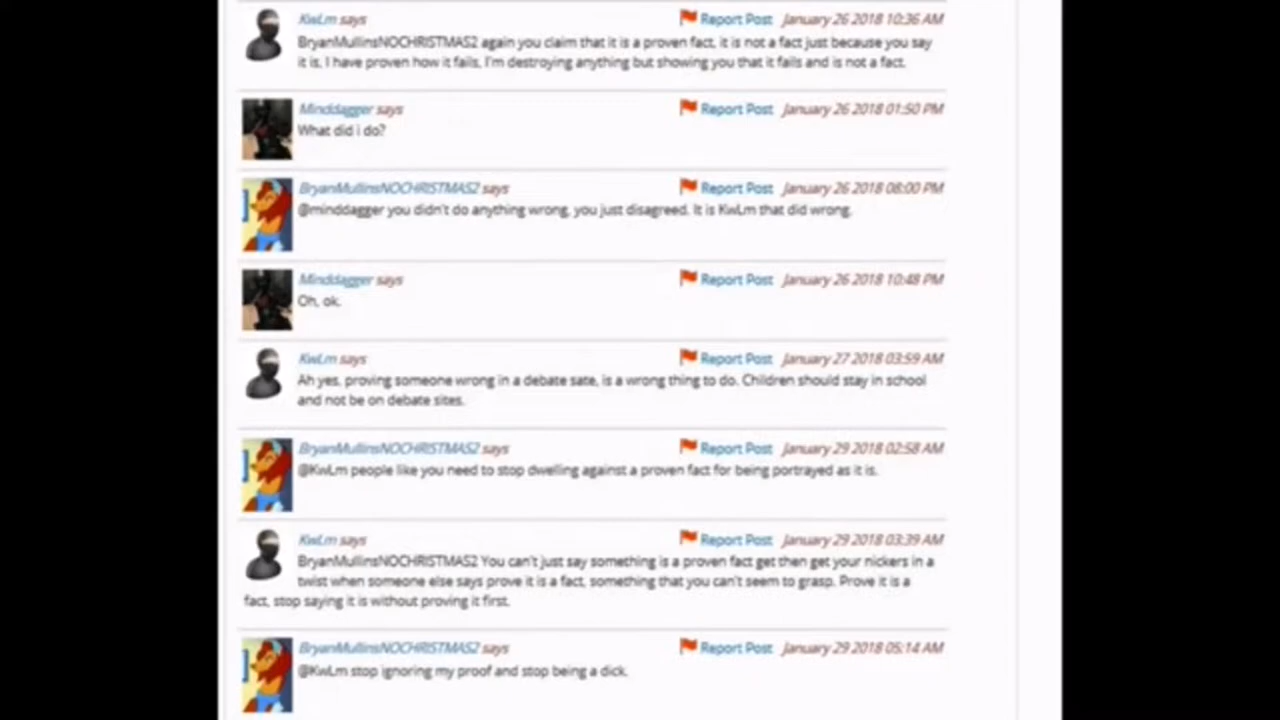 KwLm says Report Post January 26 2018 10:36 AM
BryanMullinsNOCHRISTMAS2 again you claim that it is a proven fact, it is not a fact just because you say
it is, I have proven how it fails, I'm destroying anything but showing you that it fails and is not a fact.
Minddagger says Report Post January 26 2018 01:50 PM
What did i do?
BryanMullinsNOCHRISTMAS2 says Report Post January 26 2018 08:00 PM
@minddagger you didn't do anything wrong, you just disagreed. It is KwLm that did wrong.
Minddagger says Report Post January 26 2018 10:48 PM
Oh, ok.
KwLm says Report Post January 27 2018 03:59 AM
Ah yes, proving someone wrong in a debate sate, is a wrong thing to do. Children should stay in school
and not be on debate sites.
BryanMullinsNOCHRISTMAS2 says Report Post January 29 2018 02:58 AM
@KwLm people like you need to stop dwelling against a proven fact for being portrayed as it is.
KwLm says Report Post January 29 2018 03:39 AM
BryanMullinsNOCHRISTMAS2 You can't just say something is a proven fact get then get your nickers in a
twist when someone else says prove it is a fact, something that you can't seem to grasp. Prove it is a
fact, stop saying it is without proving it first.
BryanMullinsNOCHRISTMAS2 says Report Post January 29 2018 05:14 AM
@KwLm stop ignoring my proof and stop being a dick.